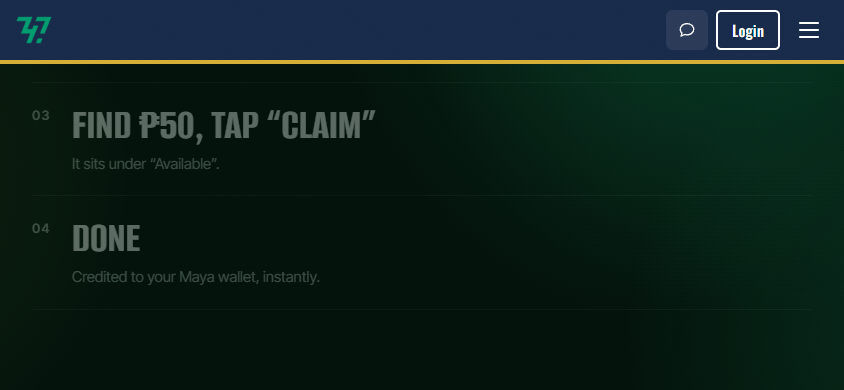 Login
03
FIND ₱50, TAP “CLAIM”
It sits under “Available”.
04
DONE
Credited to your Maya wallet, instantly.